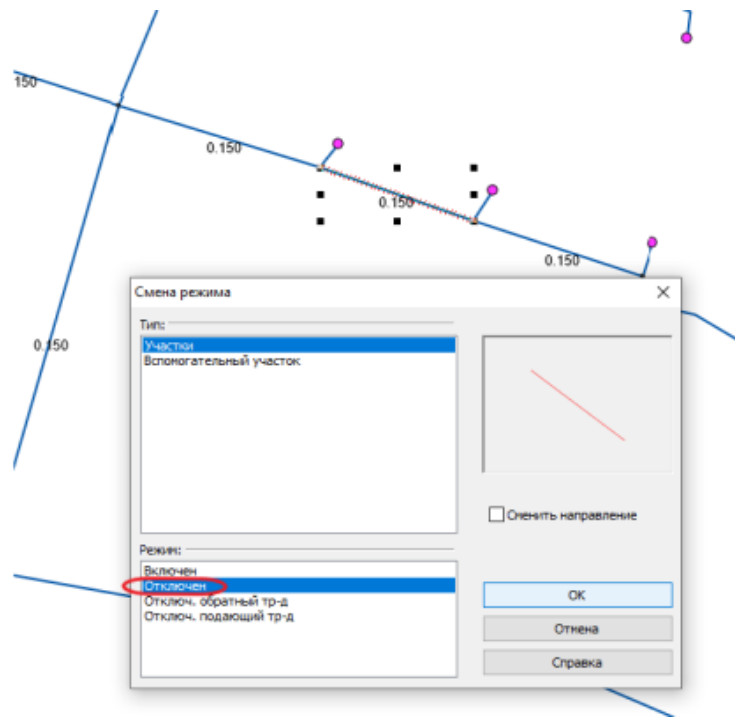 150
0.150
0.150
0.150
0.150
Смена режима
Тип:
Участки
Вспомогательный участок
Сменить направление
Режим:
Включен
Отключен
Отключ. обратный тр-д
Отключ. подающий тр-д
OK
Отмена
Справка